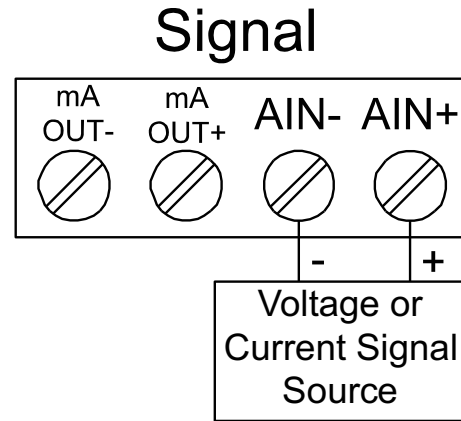 Signal
mA mA
OUT- OUT+ AIN- AIN+
- +
Voltage or
Current Signal
Source